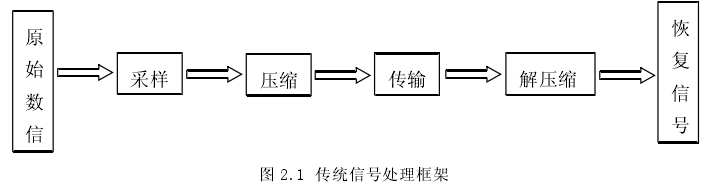 原始数信
采样
压缩
传输
解压缩
恢复信号
图 2.1 传统信号处理框架